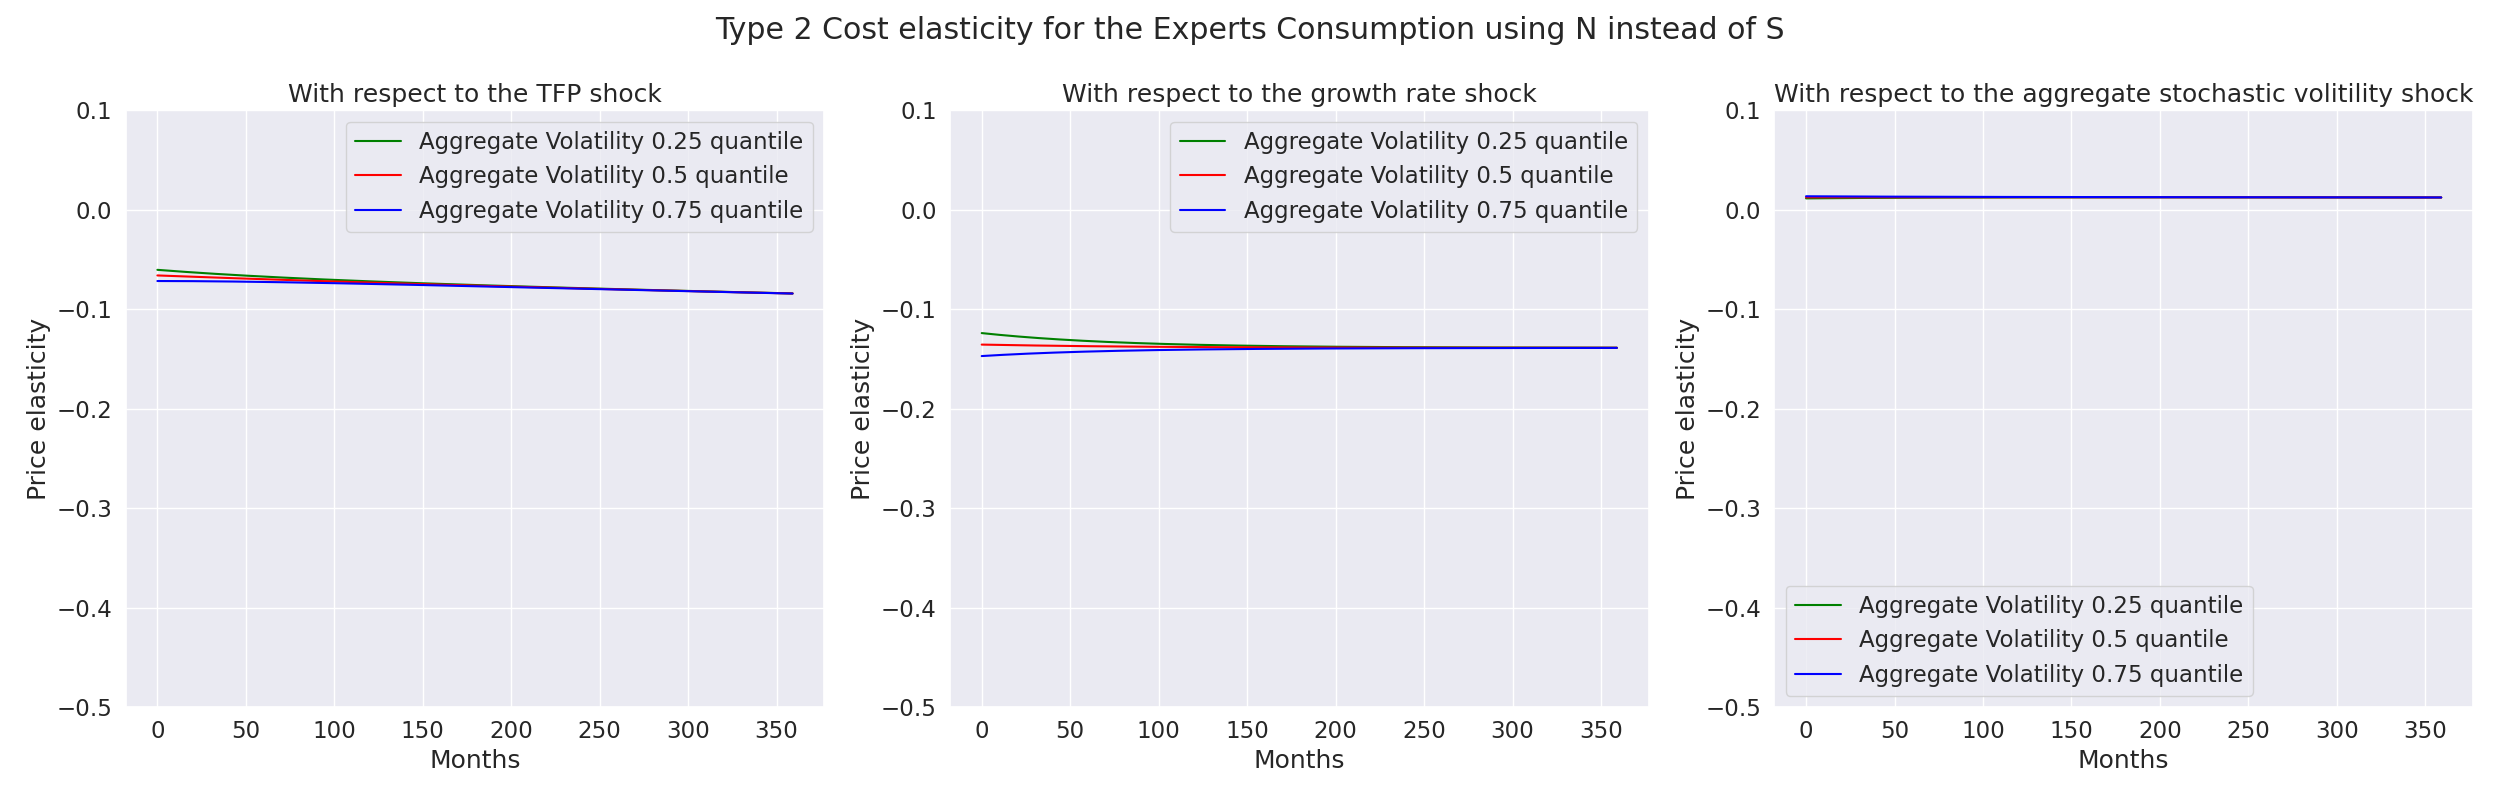 Type 2 Cost elasticity for the Experts Consumption using N instead of S
With respect to the TFP shock
0.1
0.0
−0.1
−0.2
−0.3
−0.4
−0.5
Price elasticity
Aggregate Volatility 0.25 quantile
Aggregate Volatility 0.5 quantile
Aggregate Volatility 0.75 quantile
0 50 100 150 200 250 300 350
Months
With respect to the growth rate shock
0.1
0.0
−0.1
−0.2
−0.3
−0.4
−0.5
Price elasticity
Aggregate Volatility 0.25 quantile
Aggregate Volatility 0.5 quantile
Aggregate Volatility 0.75 quantile
0 50 100 150 200 250 300 350
Months
With respect to the aggregate stochastic volitility shock
0.1
0.0
−0.1
−0.2
−0.3
−0.4
−0.5
Price elasticity
Aggregate Volatility 0.25 quantile
Aggregate Volatility 0.5 quantile
Aggregate Volatility 0.75 quantile
0 50 100 150 200 250 300 350
Months